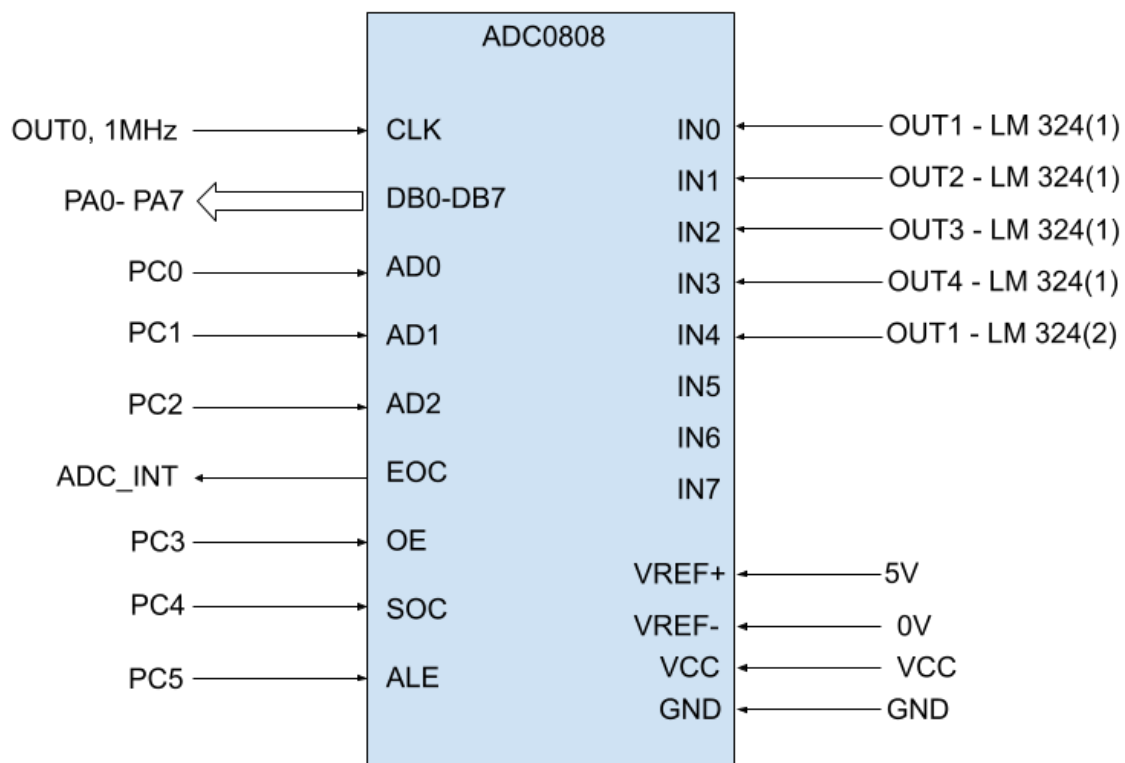 ADC0808
OUT0, 1MHz
CLK
IN0
OUT1 - LM 324(1)
PA0- PA7
DB0-DB7
IN1
OUT2 - LM 324(1)
IN2
OUT3 - LM 324(1)
PC0
AD0
IN3
OUT4 - LM 324(1)
PC1
AD1
IN4
OUT1 - LM 324(2)
PC2
AD2
IN5
IN6
ADC_INT
EOC
IN7
PC3
OE
VREF+
5V
PC4
SOC
VREF-
0V
PC5
ALE
VCC
VCC
GND
GND